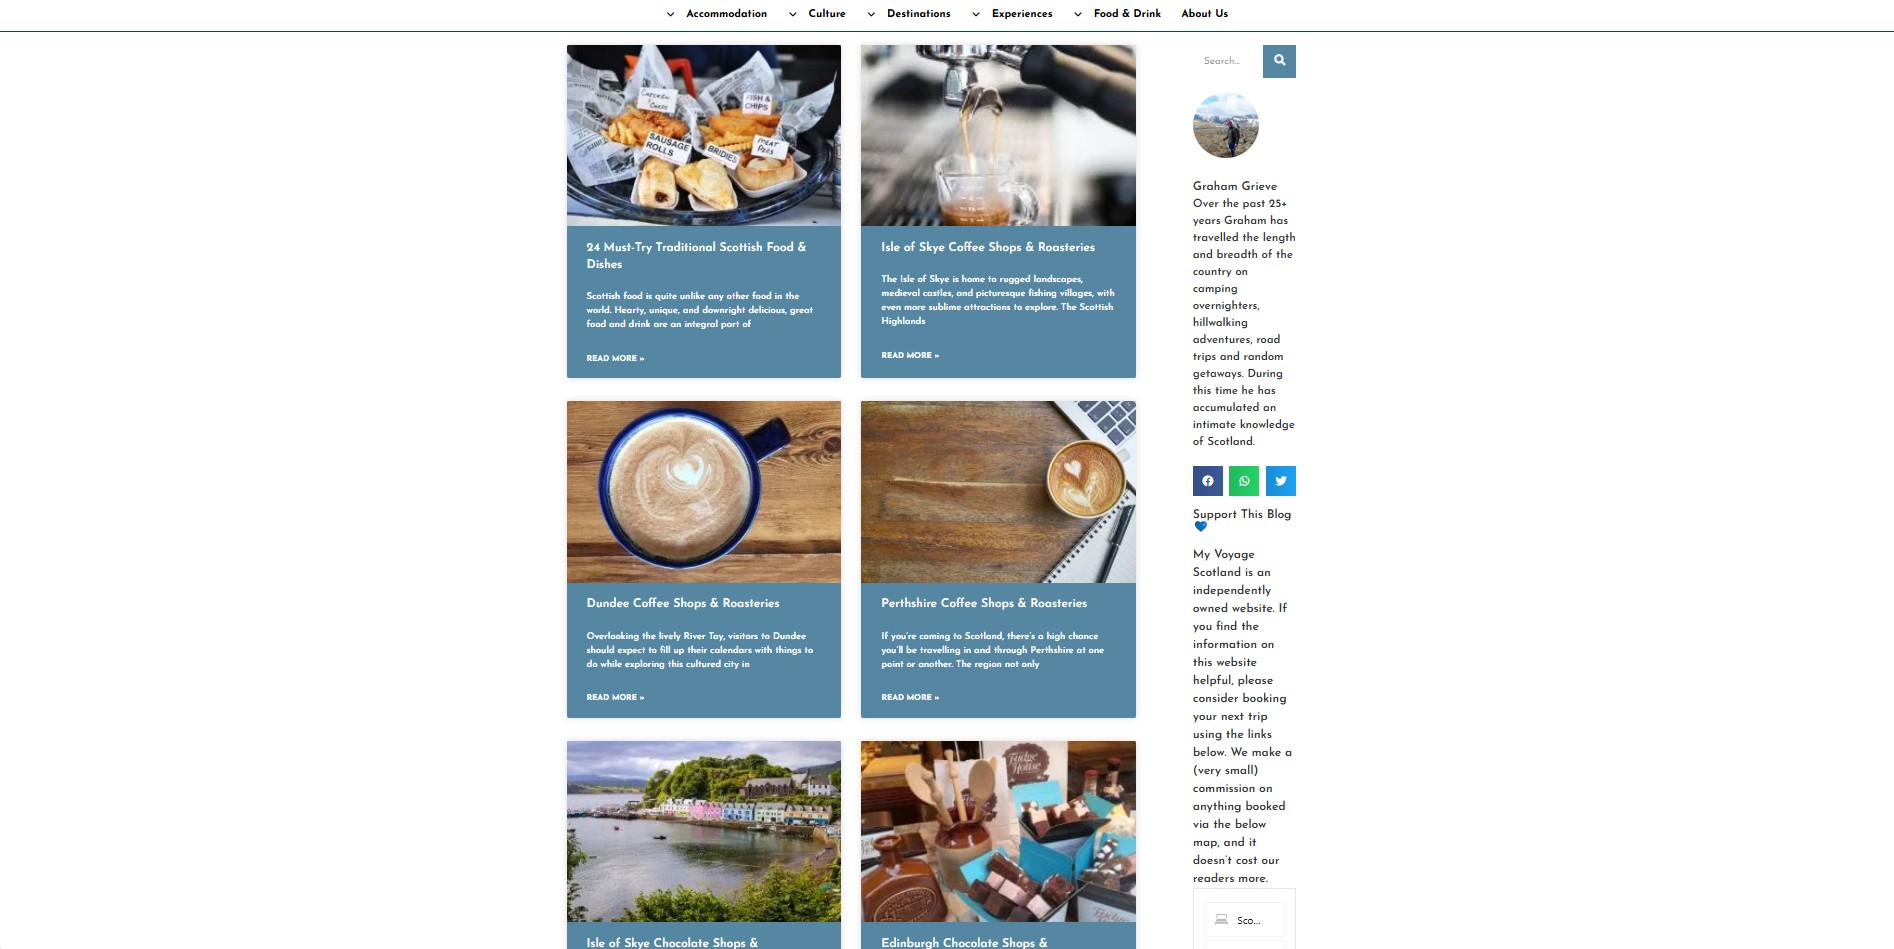 Accommodation
Culture
Destinations
Experiences
Food & Drink
About Us
CHICKEN
FISH &
CHIPS
SAUSAGE
ROLLS
BRIDIES
MEAT
PIES
24 Must-Try Traditional Scottish Food &
Dishes
Scottish food is quite unlike any other food in the
world. Hearty, unique, and downright delicious, great
food and drink are an integral part of
READ MORE »
Isle of Skye Coffee Shops & Roasteries
The Isle of Skye is home to rugged landscapes,
medieval castles, and picturesque fishing villages, with
even more sublime attractions to explore. The Scottish
Highlands
READ MORE »
Dundee Coffee Shops & Roasteries
Overlooking the lively River Tay, visitors to Dundee
should expect to fill up their calendars with things to
do while exploring this cultured city in
READ MORE »
Perthshire Coffee Shops & Roasteries
If you're coming to Scotland, there's a high chance
you'll be travelling in and through Perthshire at one
point or another. The region not only
READ MORE »
Isle of Skye Chocolate Shops &
Fudge
House
Edinburgh Chocolate Shops &
Search...
Graham Grieve
Over the past 25+
years Graham has
travelled the length
and breadth of the
country on
camping
overnighters,
hillwalking
adventures, road
trips and random
getaways. During
this time he has
accumulated an
intimate knowledge
of Scotland.
Support This Blog
💙
My Voyage
Scotland is an
independently
owned website. If
you find the
information on
this website
helpful, please
consider booking
your next trip
using the links
below. We make a
(very small)
commission on
anything booked
via the below
map, and it
doesn't cost our
readers more.
Sco...